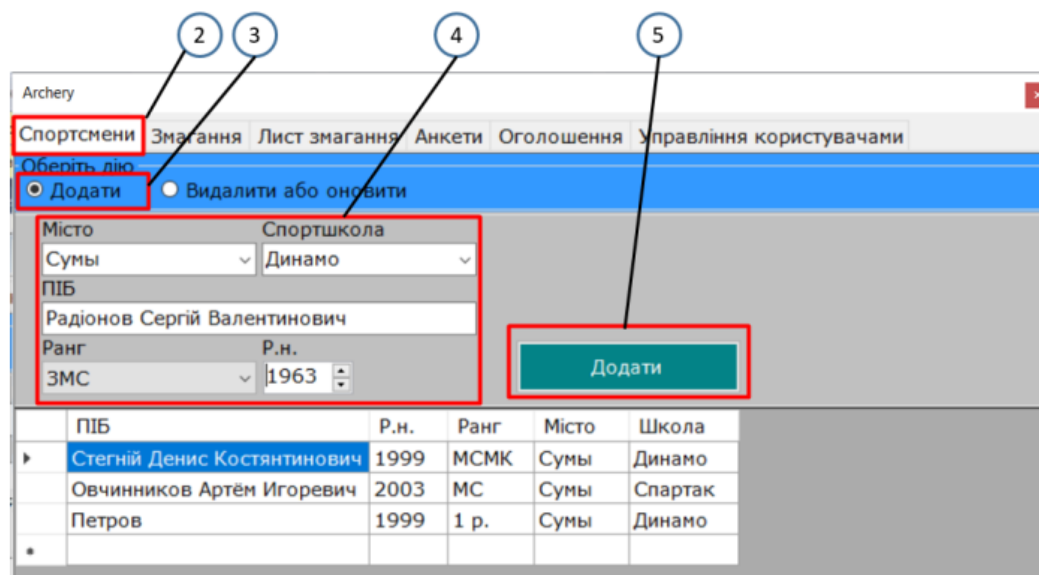 2 3 4 5
Archery
Спортсмени Змагання Лист змагання Анкети Оголошення Управління користувачами
Оберіть дію
Додати Видалити або оновити
Місто Спортшкола
Сумы Динамо
ПІБ
Радіонов Сергій Валентинович
Ранг Р.н.
ЗМС 1963
Додати
ПІБ Р.н. Ранг Місто Школа
Стегній Денис Костянтинович 1999 МСМК Сумы Динамо
Овчинников Артём Игоревич 2003 МС Сумы Спартак
Петров 1999 1 р. Сумы Динамо